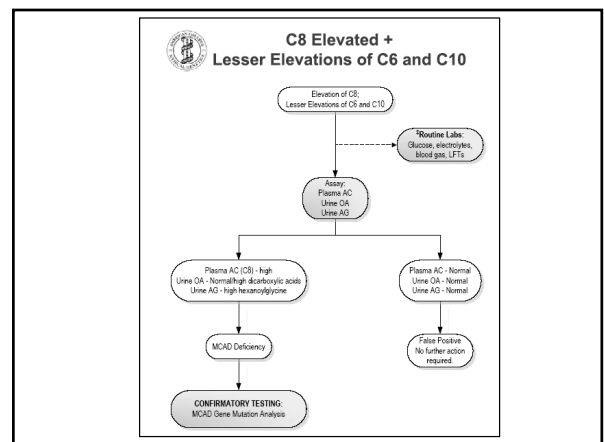 C8 Elevated +
Lesser Elevations of C6 and C10
Elevation of C8;
Lesser Elevations of C6 and C10
²Routine Labs:
Glucose, electrolytes,
blood gas, LFTs
Assay:
Plasma AC
Urine OA
Urine AG
Plasma AC (C8) - high
Urine OA - Normal/high dicarboxylic acids
Urine AG - high hexanoylglycine
Plasma AC - Normal
Urine OA - Normal
Urine AG - Normal
MCAD Deficiency
False Positive
No further action
required.
CONFIRMATORY TESTING:
MCAD Gene Mutation Analysis